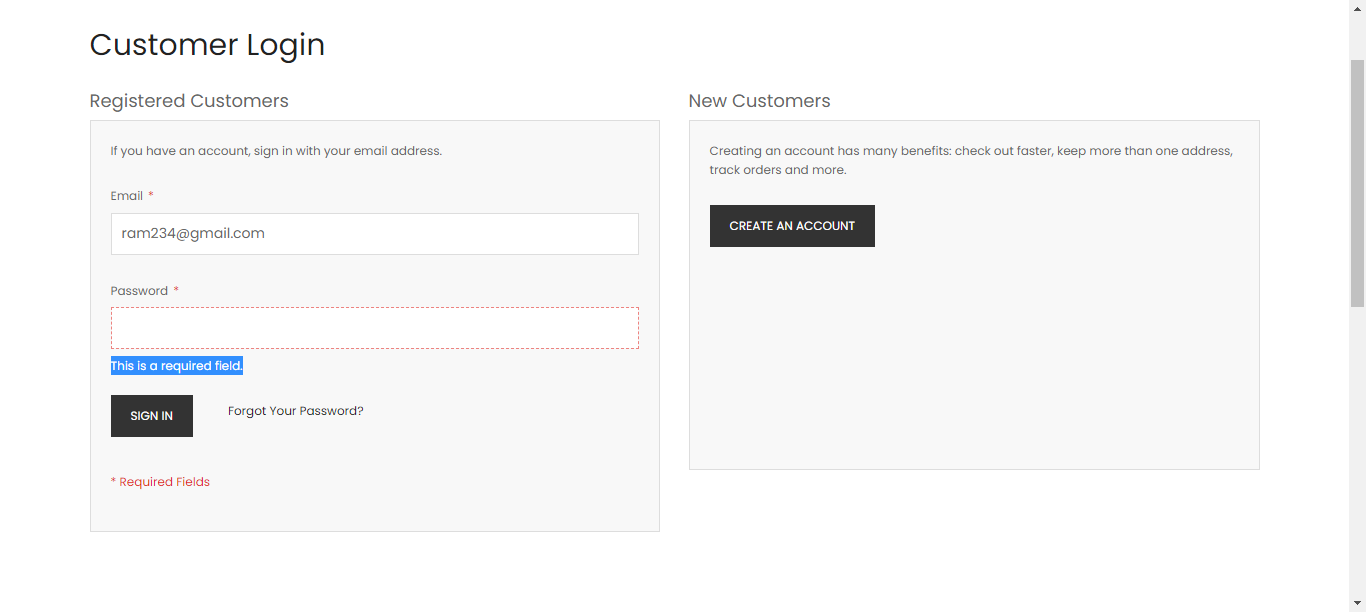 Customer Login
Registered Customers
If you have an account, sign in with your email address.
Email *
ram234@gmail.com
Password *
This is a required field.
SIGN IN
Forgot Your Password?
* Required Fields
New Customers
Creating an account has many benefits: check out faster, keep more than one address,
track orders and more.
CREATE AN ACCOUNT